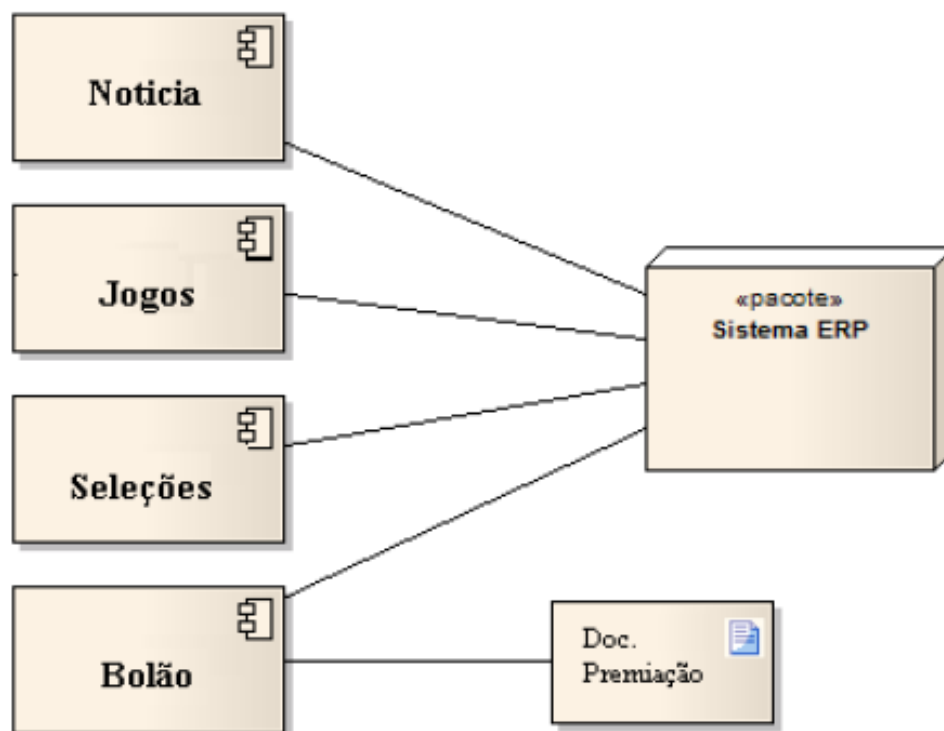 Noticia
Jogos
«pacote»
Sistema ERP
Seleções
Bolão
Doc.
Premiação